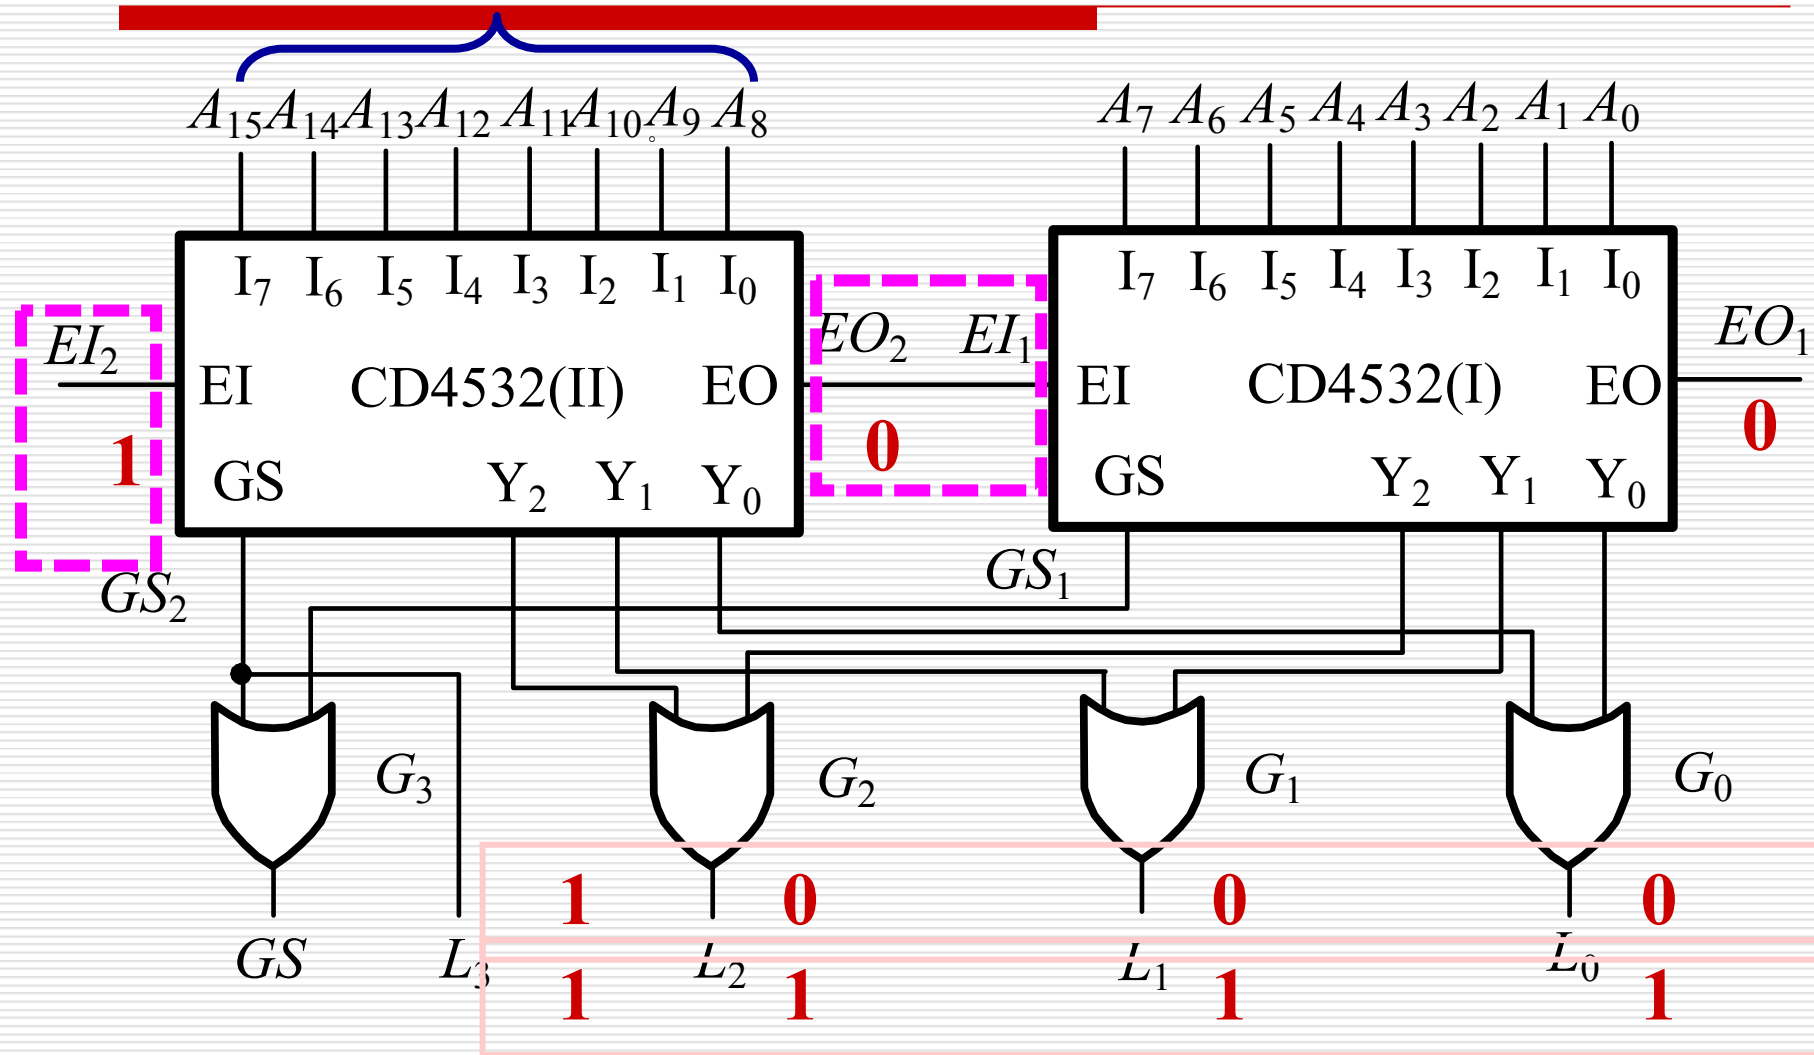 A15 A14 A13 A12 A11 A10 A9 A8 A7 A6 A5 A4 A3 A2 A1 A0
I7 I6 I5 I4 I3 I2 I1 I0 I7 I6 I5 I4 I3 I2 I1 I0
EI2 EO2 EI1 EO1
EI CD4532(II) EO EI CD4532(I) EO
1 0 0
GS Y2 Y1 Y0 GS Y2 Y1 Y0
GS2 GS1
G3 G2 G1 G0
1 0 0 0
GS L3 L2 L1 L0
1 1 1 1